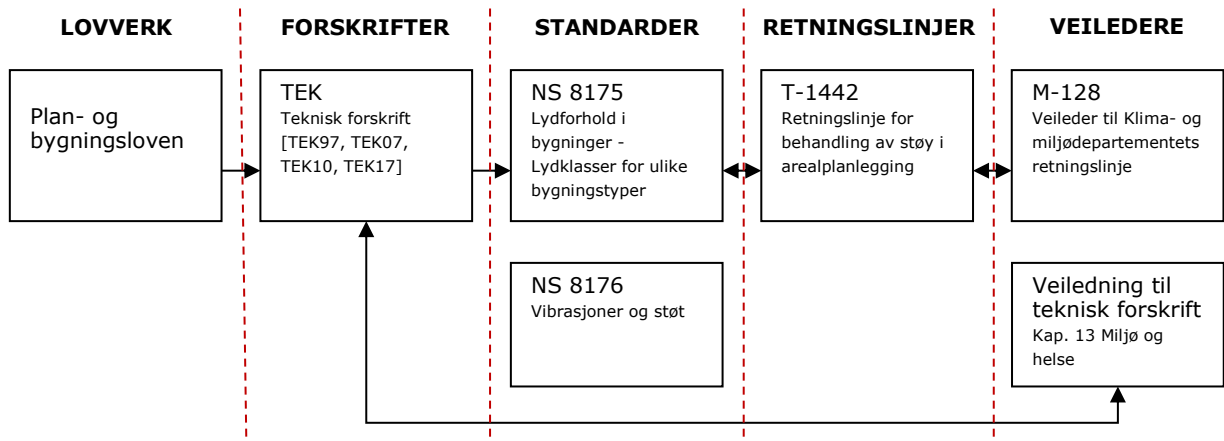 LOVVERK
FORSKRIFTER
STANDARDER
RETNINGSLINJER
VEILEDERE
Plan- og
bygningsloven
TEK
Teknisk forskrift
[TEK97, TEK07,
TEK10, TEK17]
NS 8175
Lydforhold i
bygninger -
Lydklasser for ulike
bygningstyper
T-1442
Retningslinje for
behandling av støy i
arealplanlegging
M-128
Veileder til Klima- og
miljødepartementets
retningslinje
NS 8176
Vibrasjoner og støt
Veiledning til
teknisk forskrift
Kap. 13 Miljø og
helse